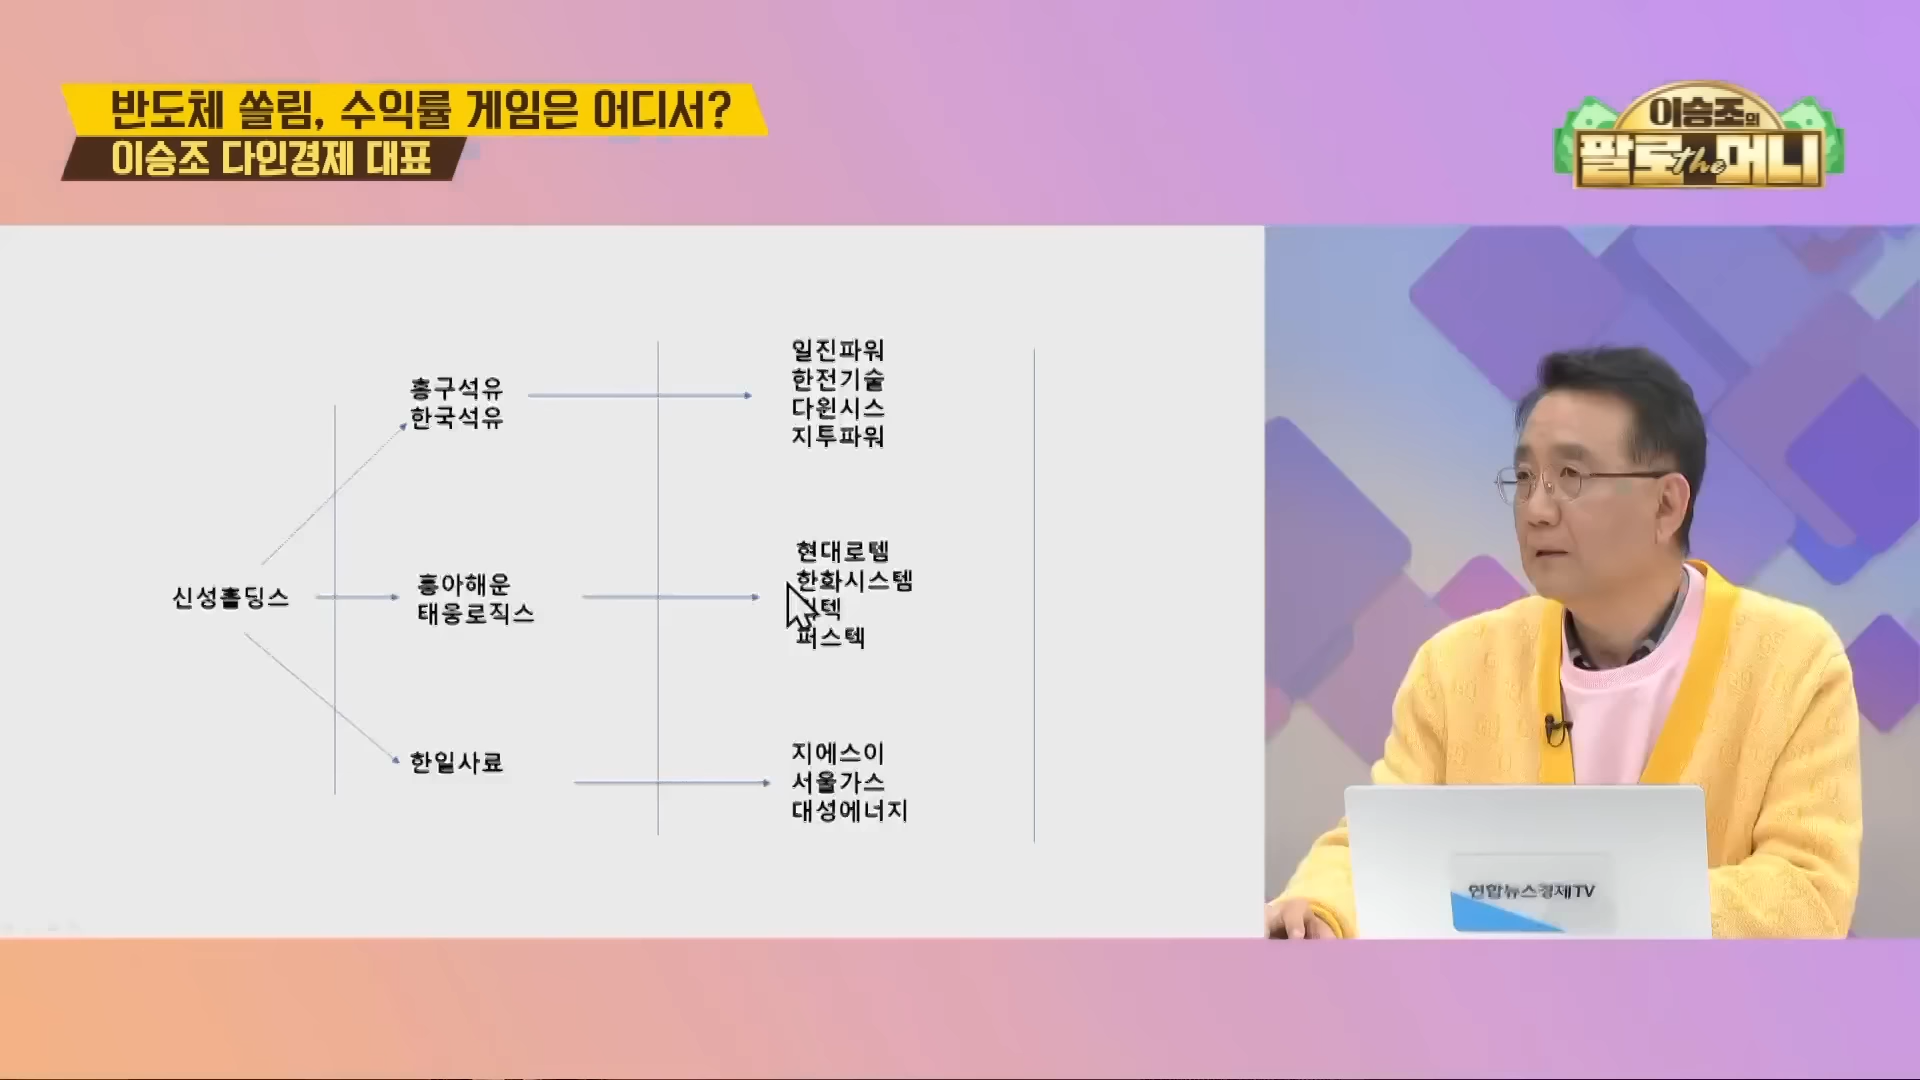 반도체 쏠림, 수익률 게임은 어디서?
이승조 다인경제 대표
이승조의
팔로the머니
흥구석유
한국석유
일진파워
한전기술
다원시스
지투파워
신성홀딩스
흥아해운
태웅로직스
현대로템
한화시스템
퍼스텍
한일사료
지에스이
서울가스
대성에너지
연합뉴스경제TV